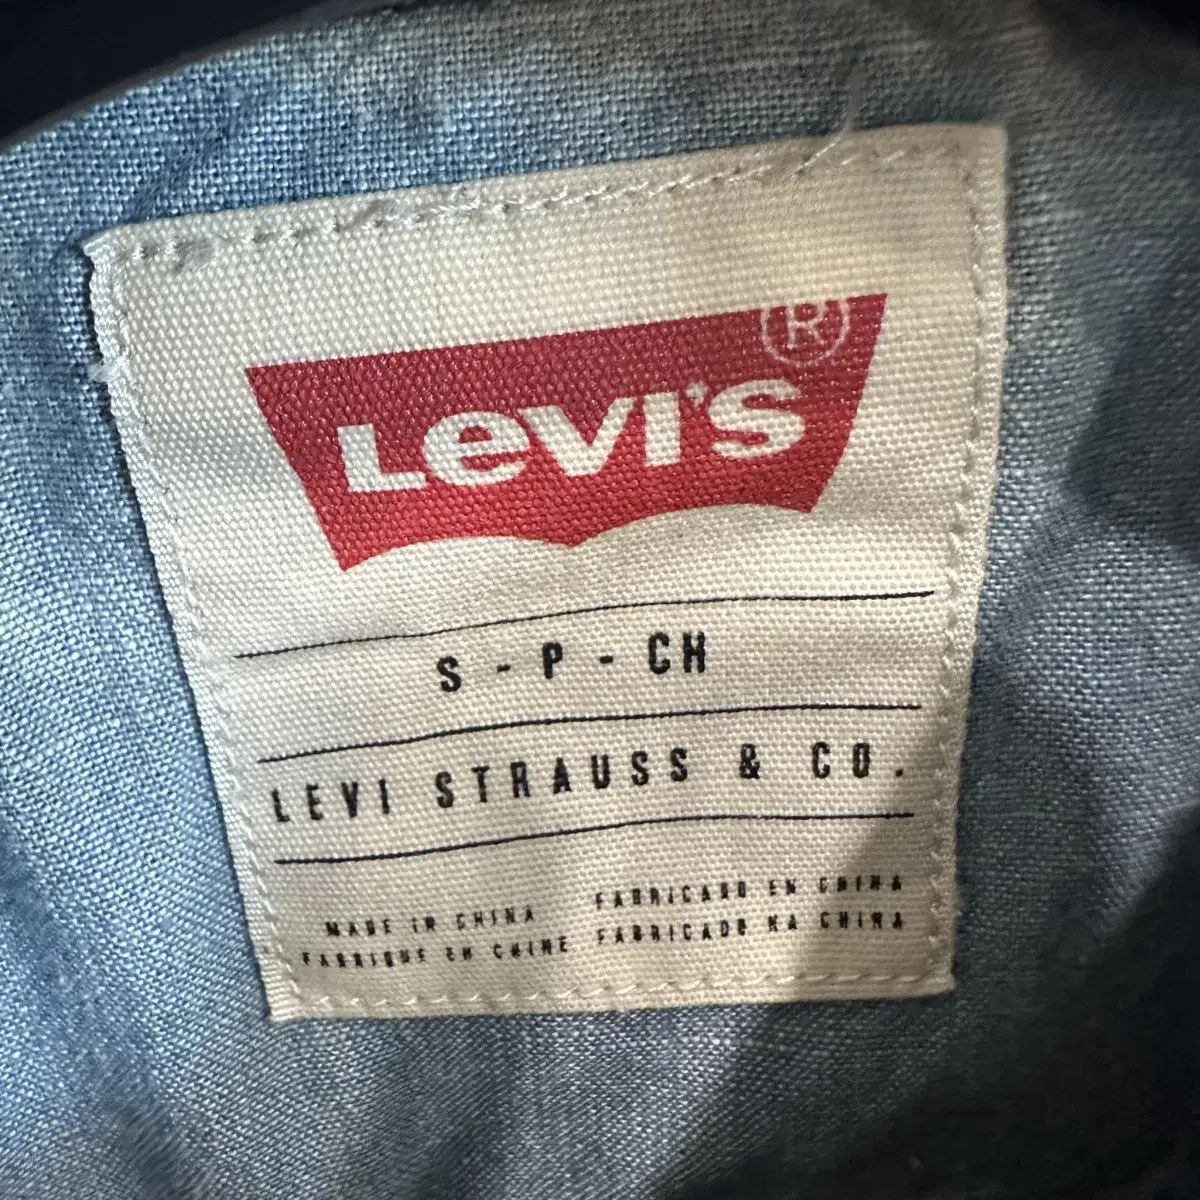 LEVI'S®
S - P - CH
LEVI STRAUSS & CO.
MADE IN CHINA
FABRIQUE EN CHINE
FABRICADO EN CHINA
FABRICADO NA CHINA